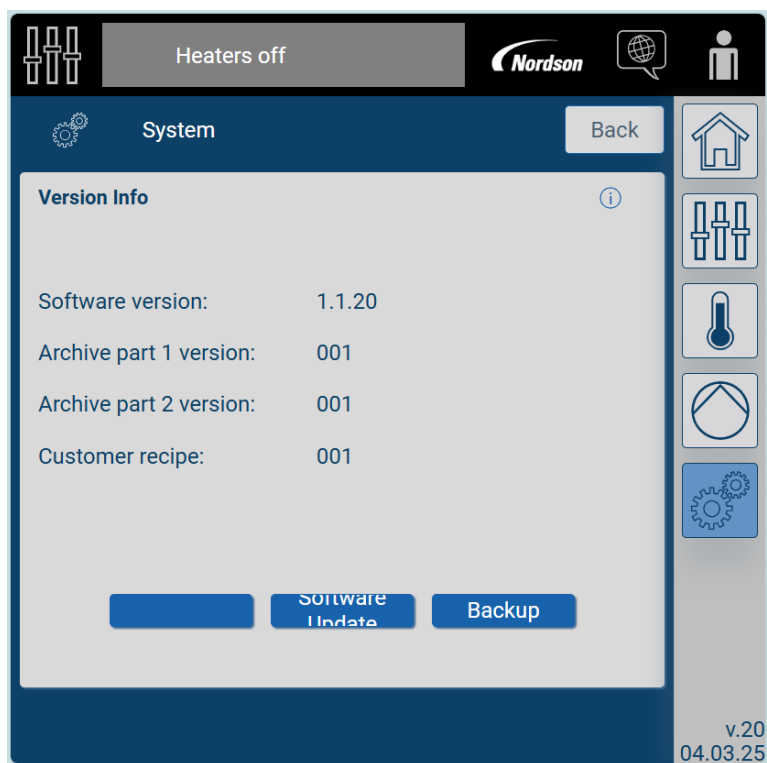 Heaters off
Nordson
System
Back
Version Info
Software version: 1.1.20
Archive part 1 version: 001
Archive part 2 version: 001
Customer recipe: 001
Software
Update
Backup
v.20
04.03.25